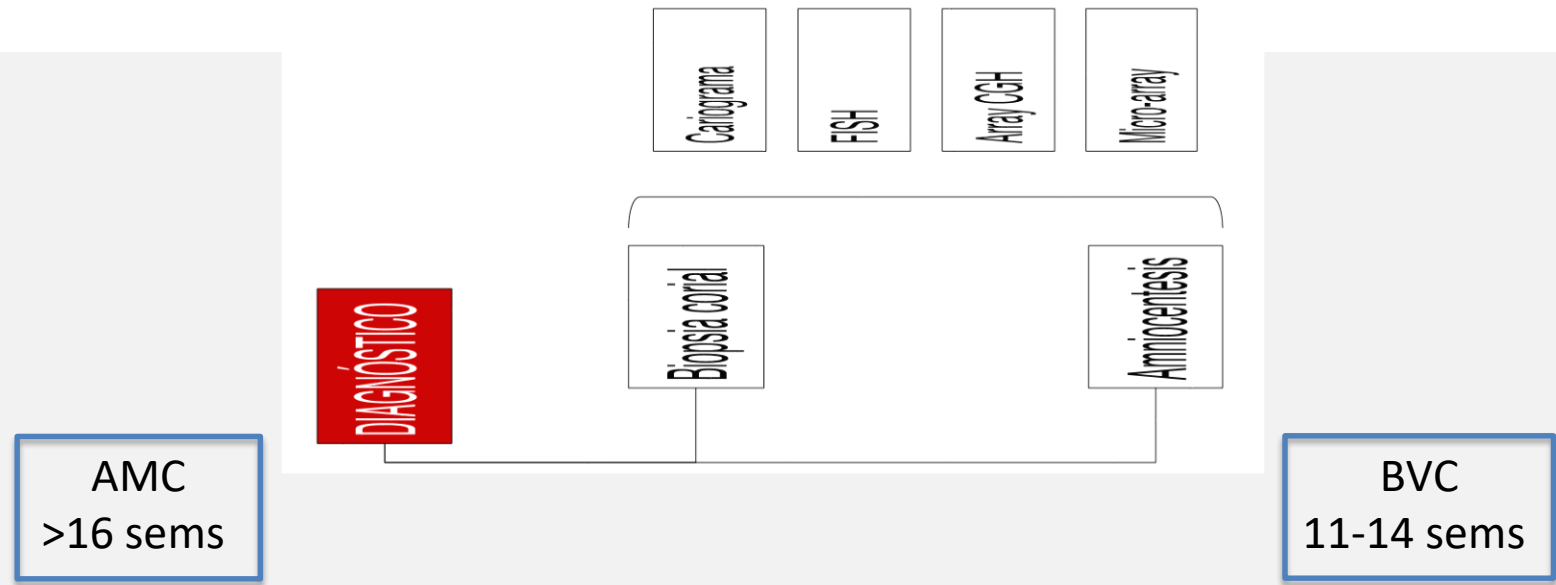 Cariograma
FISH
Array CGH
Micro-array
Biopsia corial
Amniocentesis
DIAGNÓSTICO
AMC
>16 sems
BVC
11-14 sems